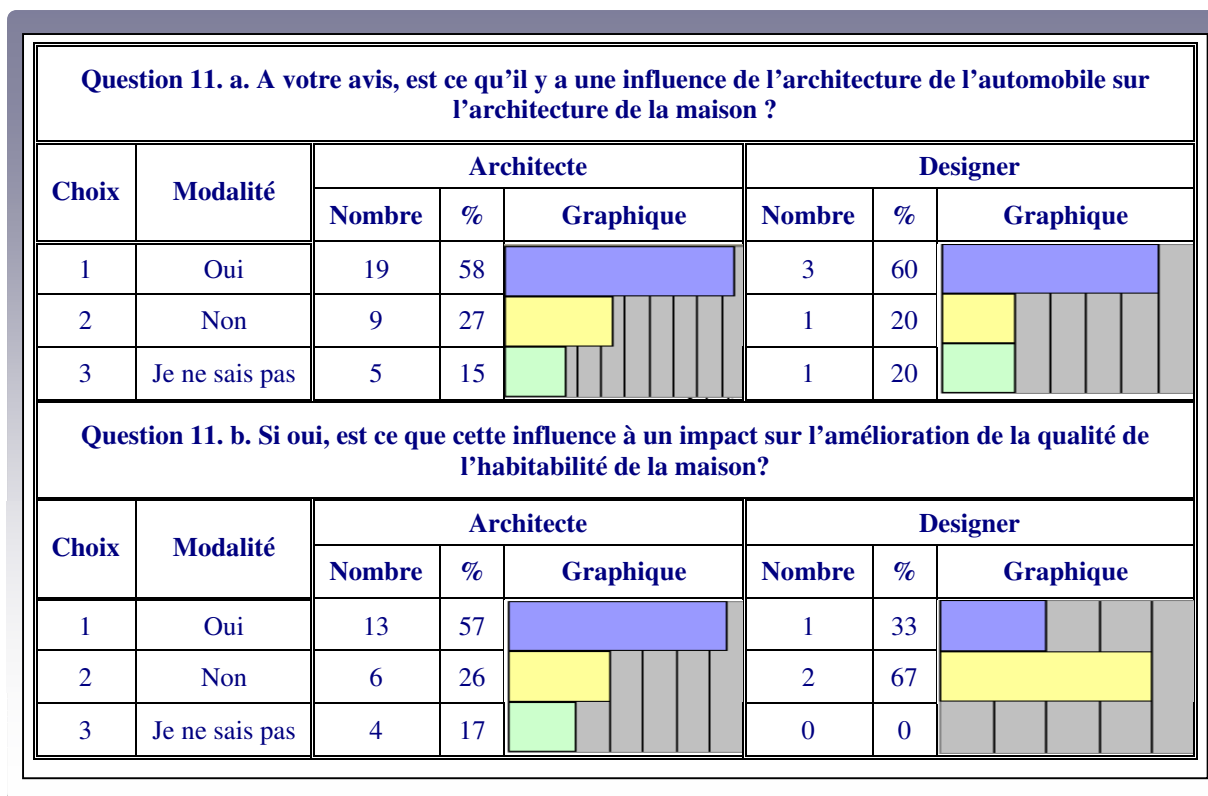 Question 11. a. A votre avis, est ce qu'il y a une influence de l'architecture de l'automobile sur
l'architecture de la maison ?
Choix Modalité Architecte Designer
Nombre % Graphique Nombre % Graphique
1 Oui 19 58 3 60
2 Non 9 27 1 20
3 Je ne sais pas 5 15 1 20
Question 11. b. Si oui, est ce que cette influence à un impact sur l'amélioration de la qualité de
l'habitabilité de la maison?
Choix Modalité Architecte Designer
Nombre % Graphique Nombre % Graphique
1 Oui 13 57 1 33
2 Non 6 26 2 67
3 Je ne sais pas 4 17 0 0